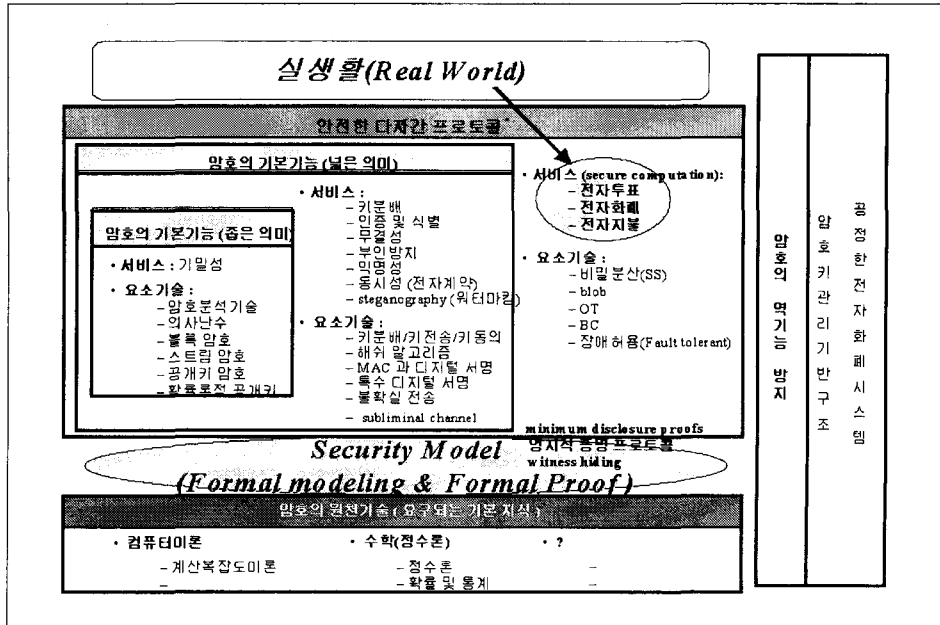 실생활(Real World)
안전한 다자간 프로토콜*
암호의 기본기능 (넓은 의미)
암호의 기본기능 (좁은 의미)
• 서비스 : 기밀성
• 요소기술 :
– 암호분석기술
– 의사난수
– 블록 암호
– 스트림 암호
– 공개키 암호
– 확률론적 공개키
• 서비스 :
– 키분배
– 인증 및 식별
– 무결성
– 부인방지
– 익명성
– 동시성 (전자계약)
– steganography (워터마킹)
• 요소기술 :
– 키분배/키전송/키동의
– 해쉬 알고리즘
– MAC 과 디지털 서명
– 특수 디지털 서명
– 불확실 전송
– subliminal channel
• 서비스 (secure computation):
– 전자투표
– 전자화폐
– 전자지불
• 요소기술 :
– 비밀분산(SS)
– blob
– OT
– BC
– 장애허용(Fault tolerant)
minimum disclosure proofs
영지식 증명 프로토콜
witness hiding
Security Model
(Formal modeling & Formal Proof)
암호의 원천기술 ( 요구되는 기본 지식 )
• 컴퓨터이론
– 계산복잡도이론
–
• 수학(정수론)
– 정수론
– 확률 및 통계
• ?
–
–
암호의 역기능 방지
암호키관리기반구조
공정한전자화폐시스템